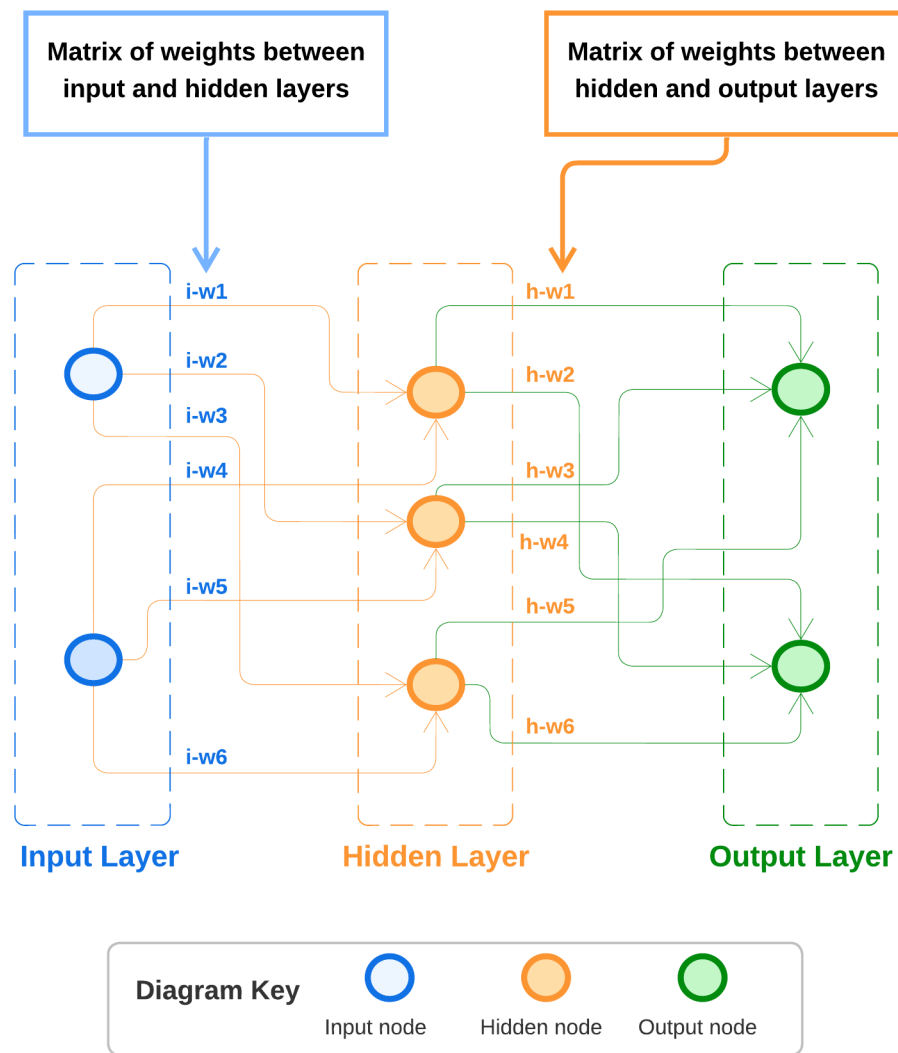 Matrix of weights between
input and hidden layers
Matrix of weights between
hidden and output layers
i-w1
i-w2
i-w3
i-w4
i-w5
i-w6
h-w1
h-w2
h-w3
h-w4
h-w5
h-w6
Input Layer
Hidden Layer
Output Layer
Diagram Key
Input node
Hidden node
Output node